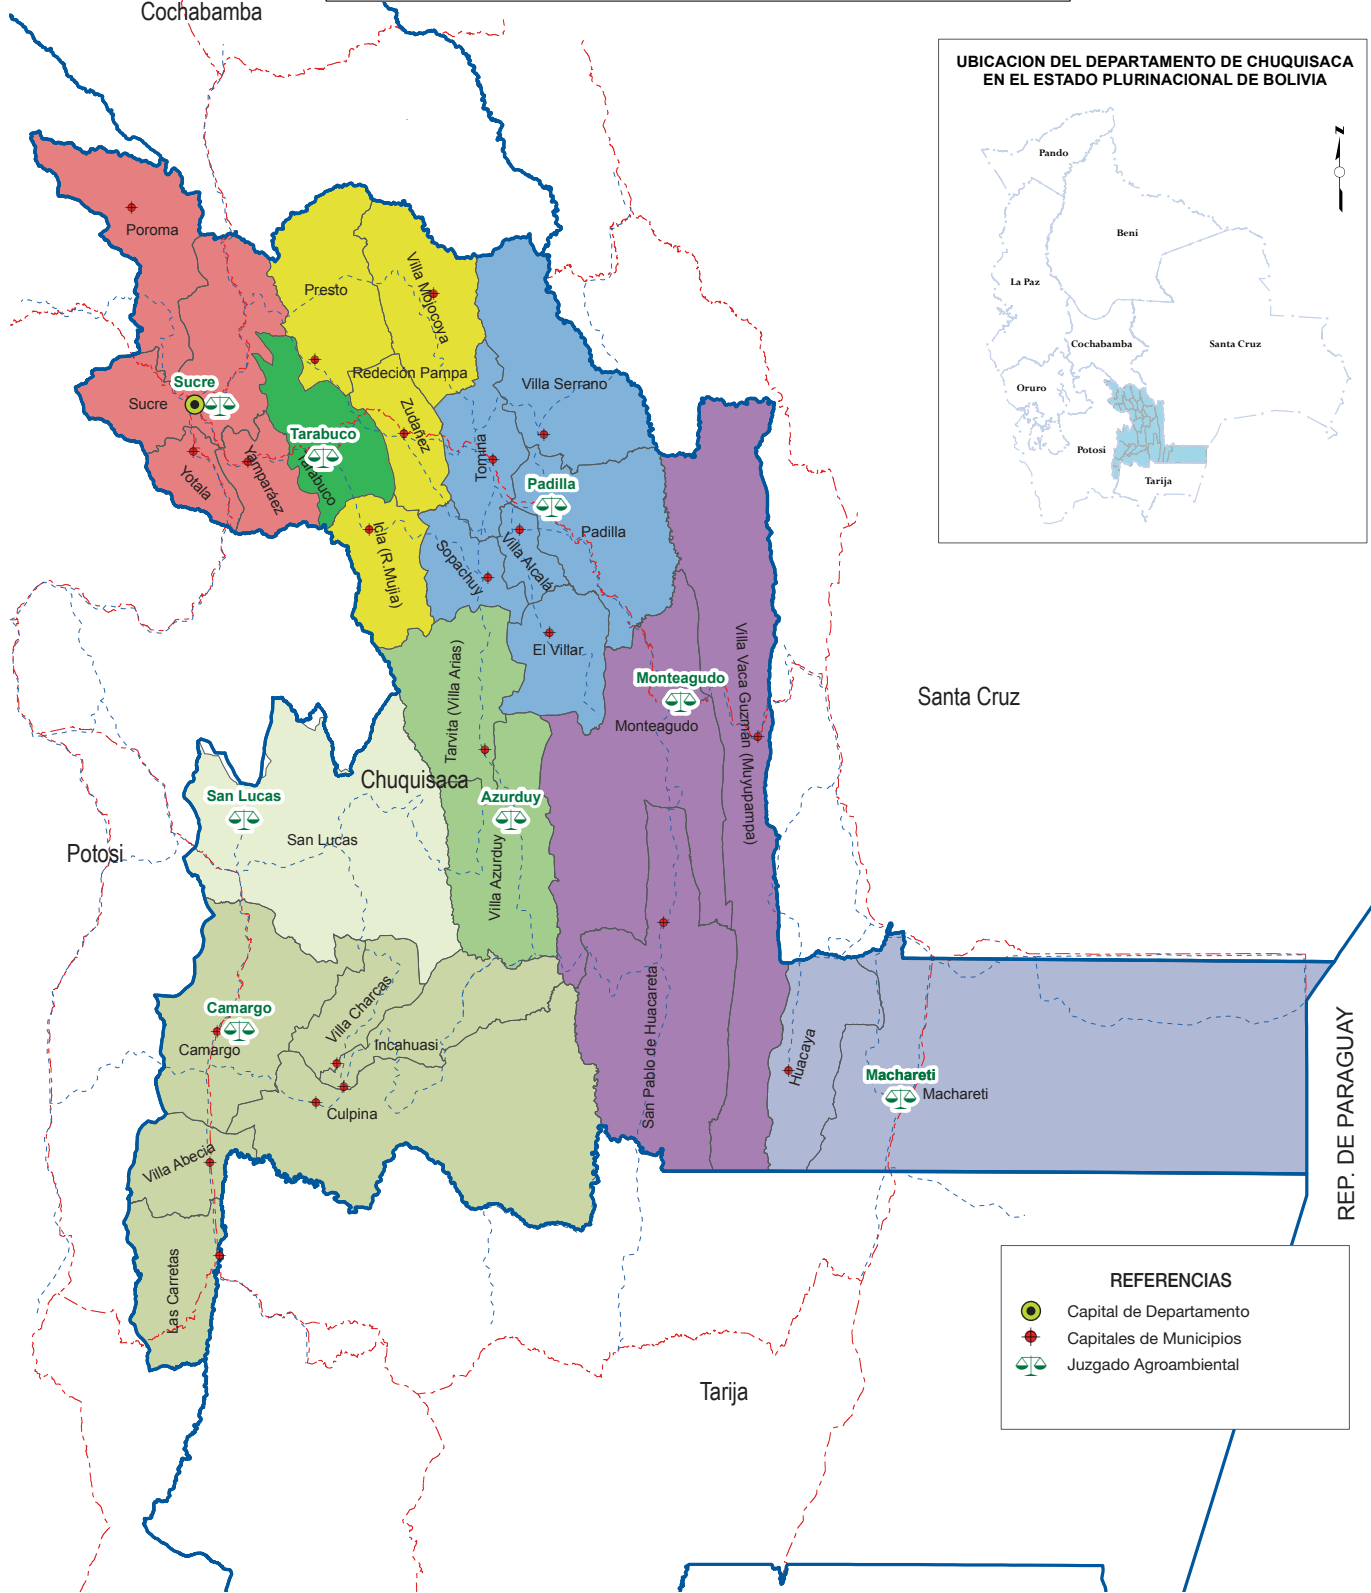 Cochabamba
UBICACION DEL DEPARTAMENTO DE CHUQUISACA
EN EL ESTADO PLURINACIONAL DE BOLIVIA
N
Pando
Beni
La Paz
Cochabamba
Santa Cruz
Oruro
Potosi
Tarija
Poroma
Presto
Villa Mojocoya
Redeción Pampa
Villa Serrano
Sucre
Sucre
Zudañez
Tarabuco
Tarabuco
Tomina
Yotala
Yamparáez
Padilla
Padilla
Icla (R.Mujia)
Sopachuy
Villa Alcalá
El Villar
Tarvita (Villa Arias)
Monteagudo
Monteagudo
Villa Vaca Guzmán (Muyupampa)
Santa Cruz
Chuquisaca
San Lucas
San Lucas
Azurduy
Villa Azurduy
Potosi
Camargo
Camargo
Villa Charcas
Incahuasi
Culpina
San Pablo de Huacareta
Huacaya
Machareti
Machareti
Villa Abecia
Las Carretas
REP. DE PARAGUAY
Tarija
REFERENCIAS
Capital de Departamento
Capitales de Municipios
Juzgado Agroambiental